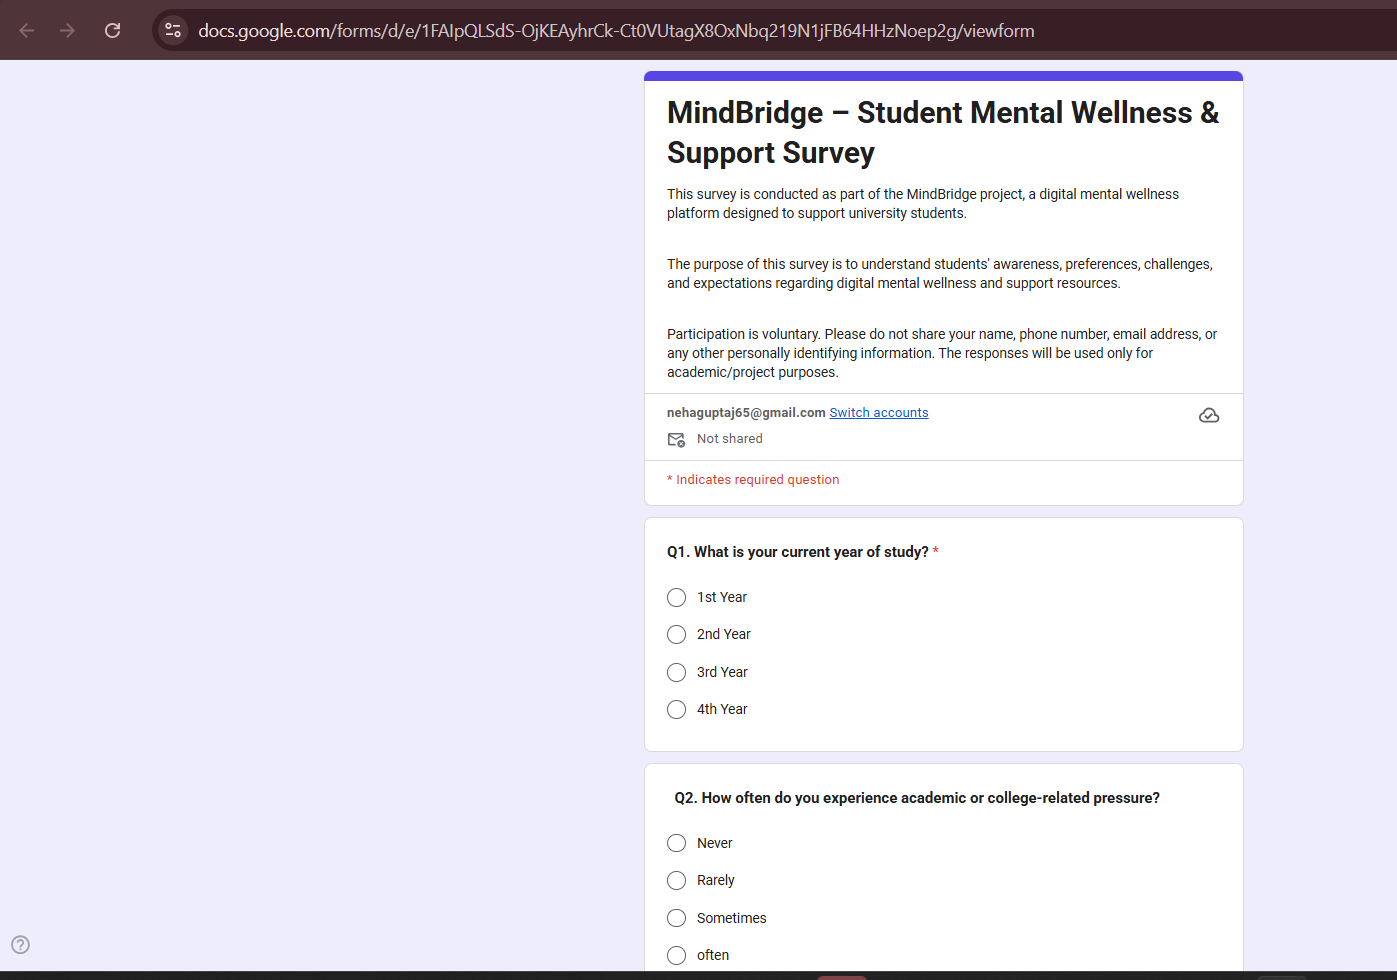 docs.google.com/forms/d/e/1FAIpQLSdS-OjKEAyhrCk-Ct0VUtagX8OxNbq219N1jFB64HHzNoep2g/viewform
MindBridge – Student Mental Wellness &
Support Survey
This survey is conducted as part of the MindBridge project, a digital mental wellness
platform designed to support university students.
The purpose of this survey is to understand students' awareness, preferences, challenges,
and expectations regarding digital mental wellness and support resources.
Participation is voluntary. Please do not share your name, phone number, email address, or
any other personally identifying information. The responses will be used only for
academic/project purposes.
nehaguptaj65@gmail.com Switch accounts
Not shared
* Indicates required question
Q1. What is your current year of study? *
1st Year
2nd Year
3rd Year
4th Year
Q2. How often do you experience academic or college-related pressure?
Never
Rarely
Sometimes
often